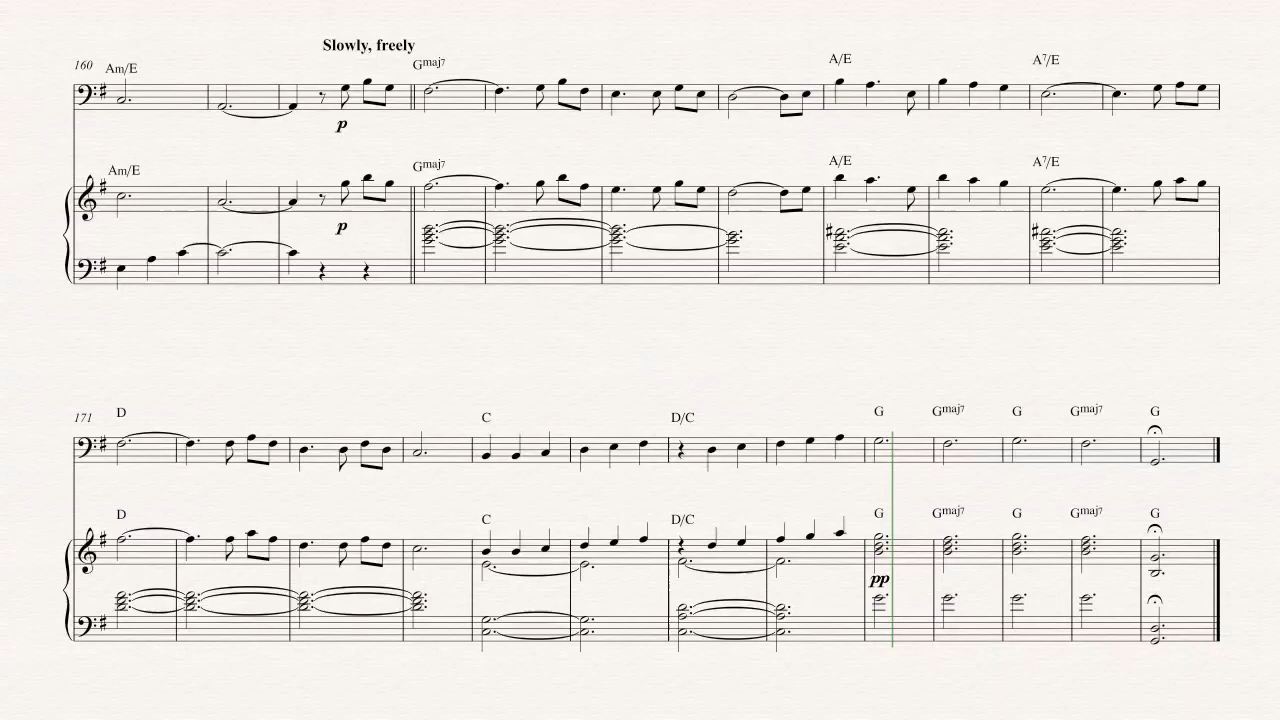 Slowly, freely
160 Am/E Gmaj7 A/E A7/E
p
Am/E Gmaj7 A/E A7/E
p
171 D C D/C G Gmaj7 G Gmaj7 G
D C D/C G Gmaj7 G Gmaj7 G
pp